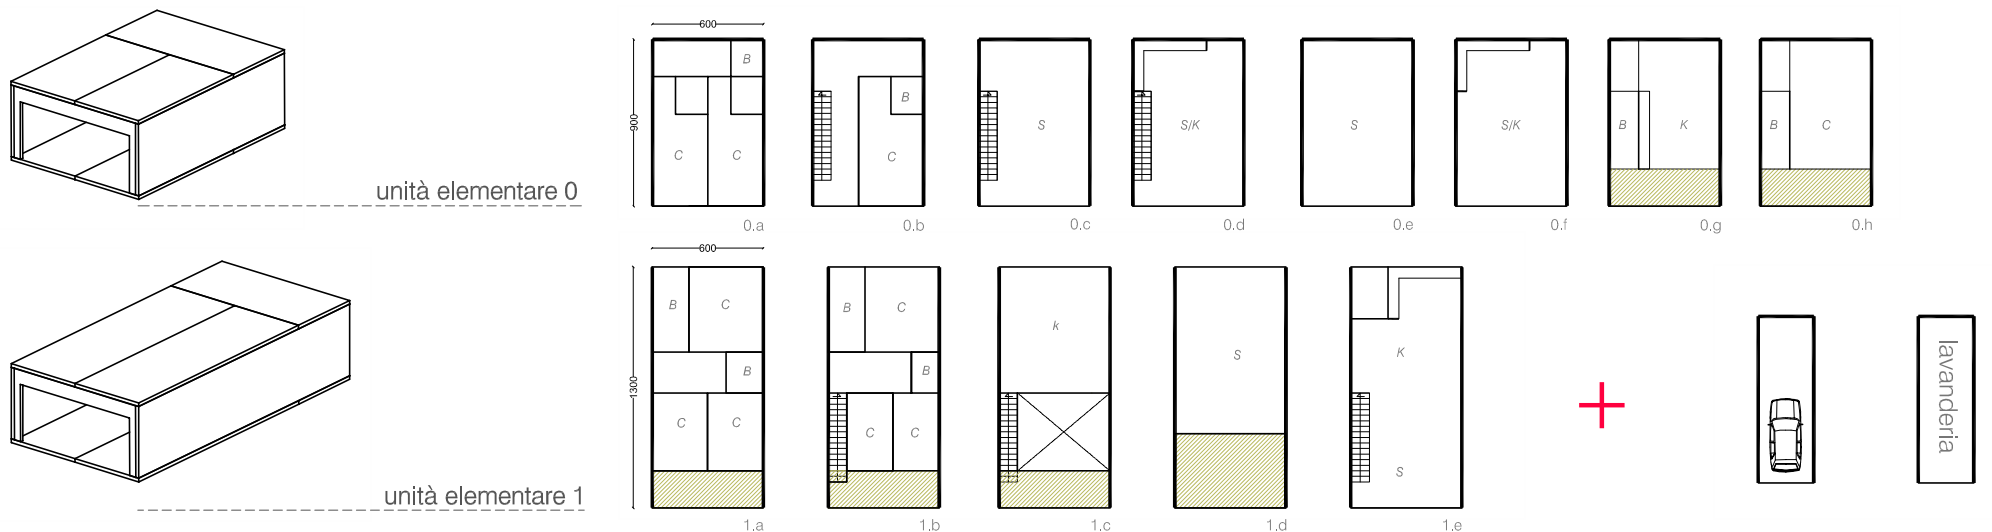 600
900
B
C
C
0.a
B
C
0.b
S
0.c
S/K
0.d
S
0.e
S/K
0.f
B
K
0.g
B
C
0.h
unità elementare 0
600
1300
B
C
B
C
C
1.a
B
C
B
C
C
1.b
k
1.c
S
1.d
K
S
1.e
lavanderia
unità elementare 1